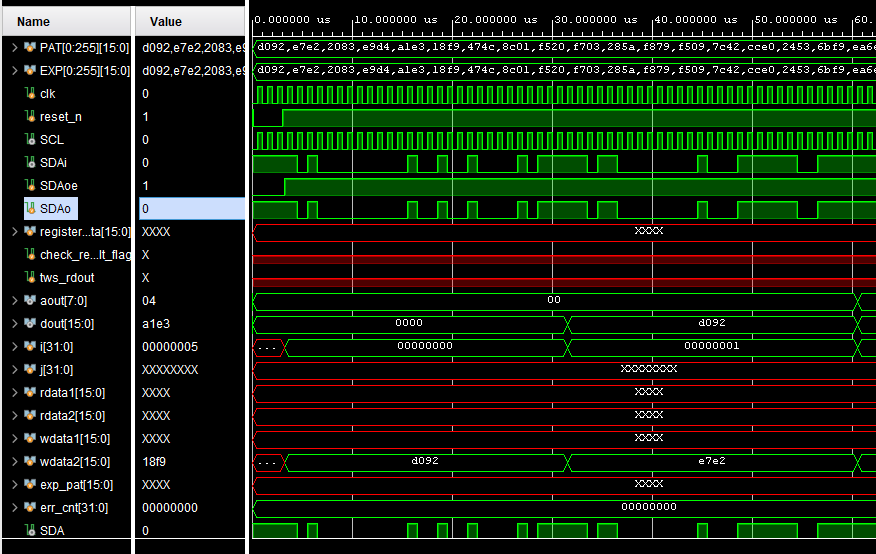 Name Value 0.000000 us 10.000000 us 20.000000 us 30.000000 us 40.000000 us 50.000000 us 60.
PAT[0:255][15:0] d092,e7e2,2083,e9 d092,e7e2,2083,e9d4,a1e3,18f9,474c,8c01,f520,f703,285a,f879,f509,7c42,cce0,2453,6bf9,ea6e
EXP[0:255][15:0] d092,e7e2,2083,e9 d092,e7e2,2083,e9d4,a1e3,18f9,474c,8c01,f520,f703,285a,f879,f509,7c42,cce0,2453,6bf9,ea6e
clk 0
reset_n 1
SCL 0
SDAi 0
SDAoe 1
SDAo 0
register...ta[15:0] XXXX XXXX
check_re...lt_flag X
tws_rdout X
aout[7:0] 04 00
dout[15:0] a1e3 0000 d092
i[31:0] 00000005 ... 00000000 00000001
j[31:0] XXXXXXXX XXXXXXXX
rdata1[15:0] XXXX XXXX
rdata2[15:0] XXXX XXXX
wdata1[15:0] XXXX XXXX
wdata2[15:0] 18f9 ... d092 e7e2
exp_pat[15:0] XXXX XXXX
err_cnt[31:0] 00000000 00000000
SDA 0